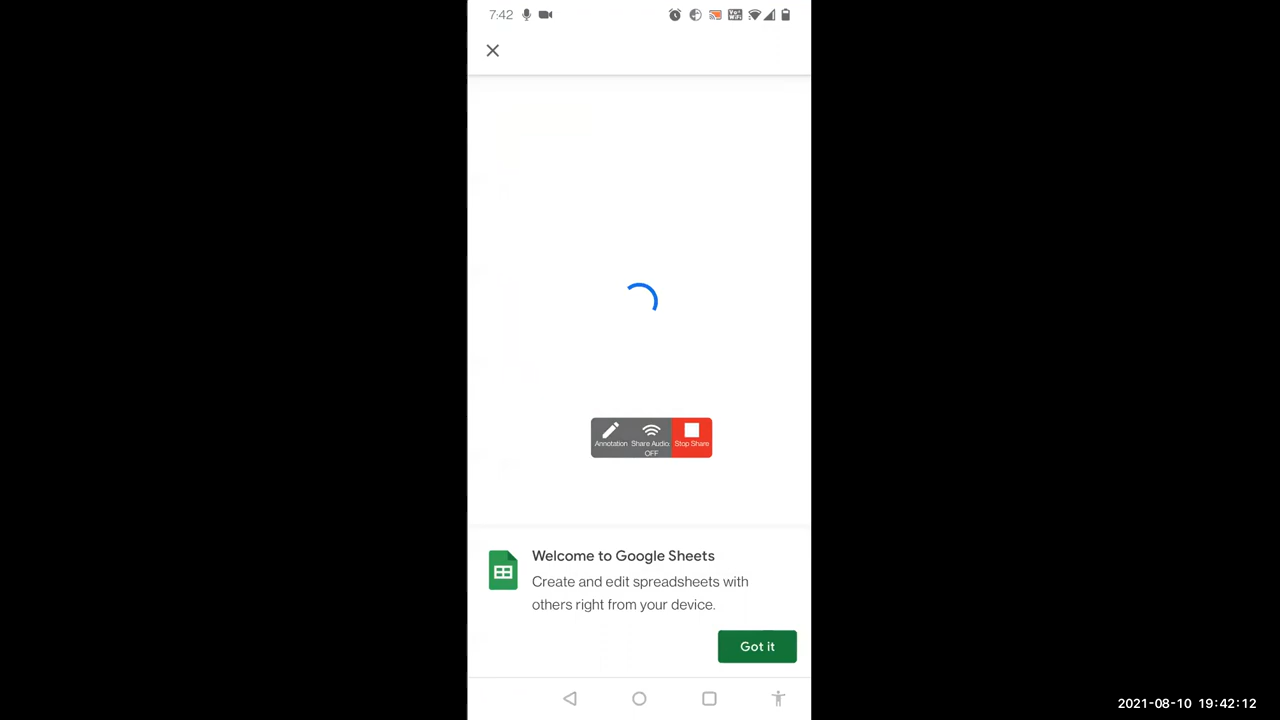 7:42
Annotation Share Audio: Stop Share
OFF
Welcome to Google Sheets
Create and edit spreadsheets with
others right from your device.
Got it
2021-08-10 19:42:12